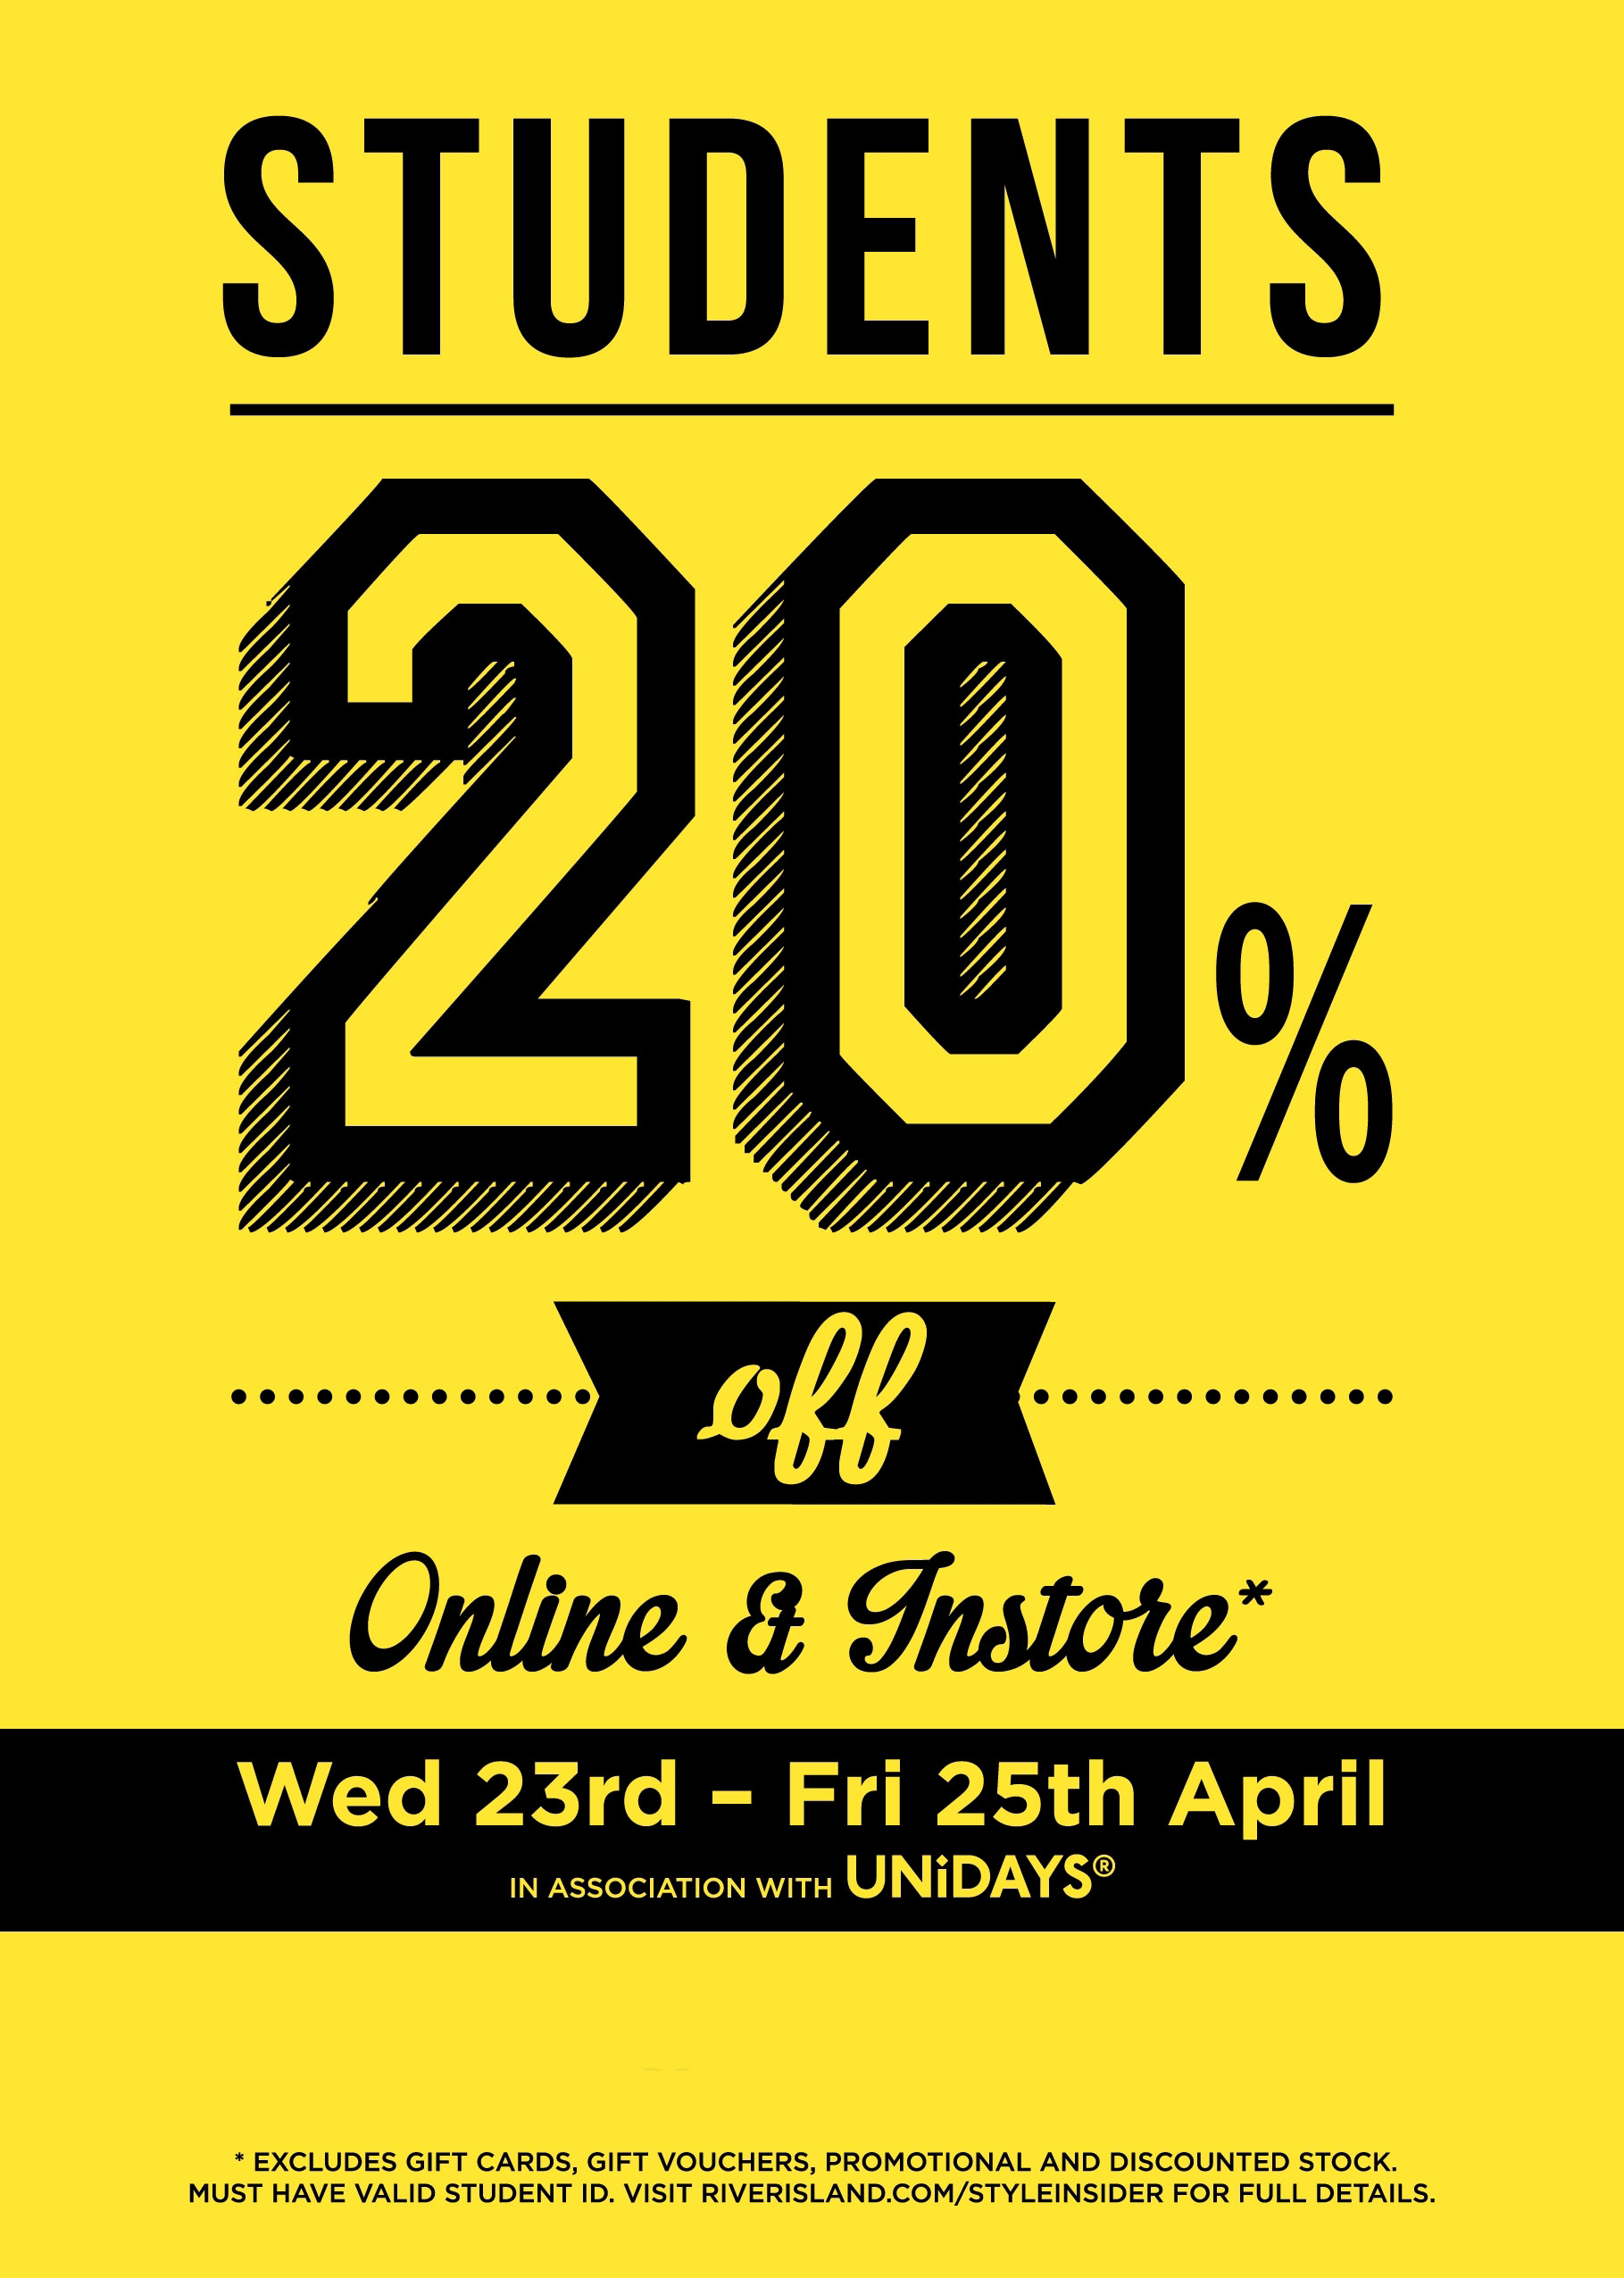 STUDENTS
20%
off
Online & Instore*
Wed 23rd – Fri 25th April
IN ASSOCIATION WITH UNiDAYS®
* EXCLUDES GIFT CARDS, GIFT VOUCHERS, PROMOTIONAL AND DISCOUNTED STOCK.
MUST HAVE VALID STUDENT ID. VISIT RIVERISLAND.COM/STYLEINSIDER FOR FULL DETAILS.